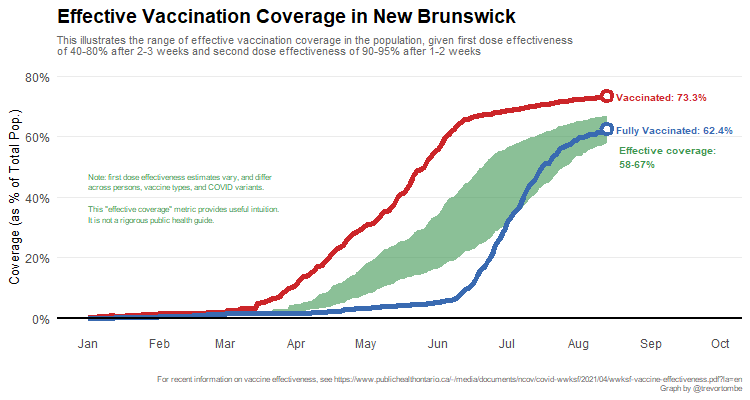 Effective Vaccination Coverage in New Brunswick
This illustrates the range of effective vaccination coverage in the population, given first dose effectiveness
of 40-80% after 2-3 weeks and second dose effectiveness of 90-95% after 1-2 weeks
Coverage (as % of Total Pop.)
80%
60%
40%
20%
0%
Vaccinated: 73.3%
Fully Vaccinated: 62.4%
Effective coverage:
58-67%
Note: first dose effectiveness estimates vary, and differ
across persons, vaccine types, and COVID variants.
This "effective coverage" metric provides useful intuition.
It is not a rigorous public health guide.
Jan Feb Mar Apr May Jun Jul Aug Sep Oct
For recent information on vaccine effectiveness, see https://www.publichealthontario.ca/-/media/documents/ncov/covid-wwksf/2021/04/wwksf-vaccine-effectiveness.pdf?la=en
Graph by @trevortombe